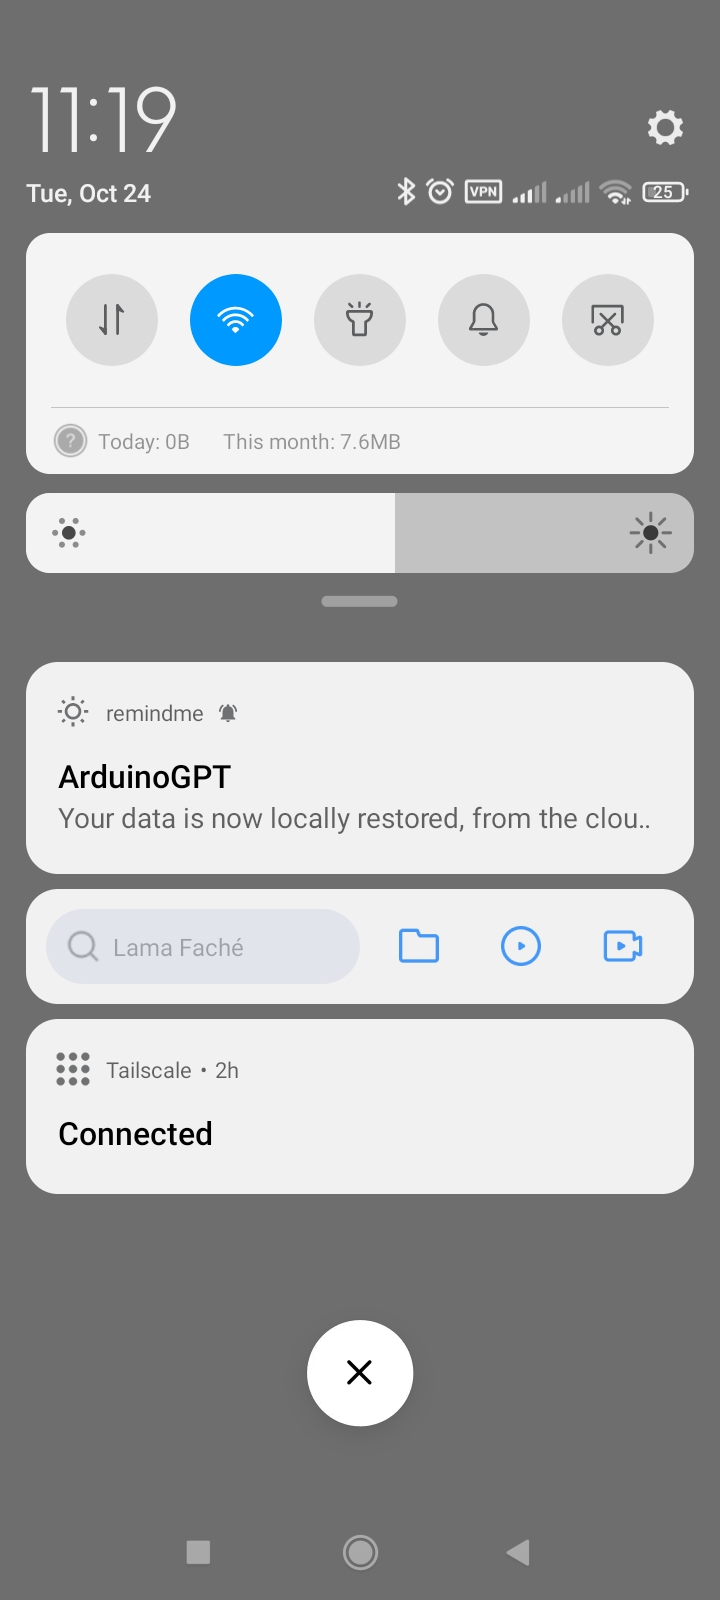 11:19
Tue, Oct 24
VPN
25
? Today: 0B This month: 7.6MB
remindme
ArduinoGPT
Your data is now locally restored, from the clou..
Lama Faché
Tailscale • 2h
Connected